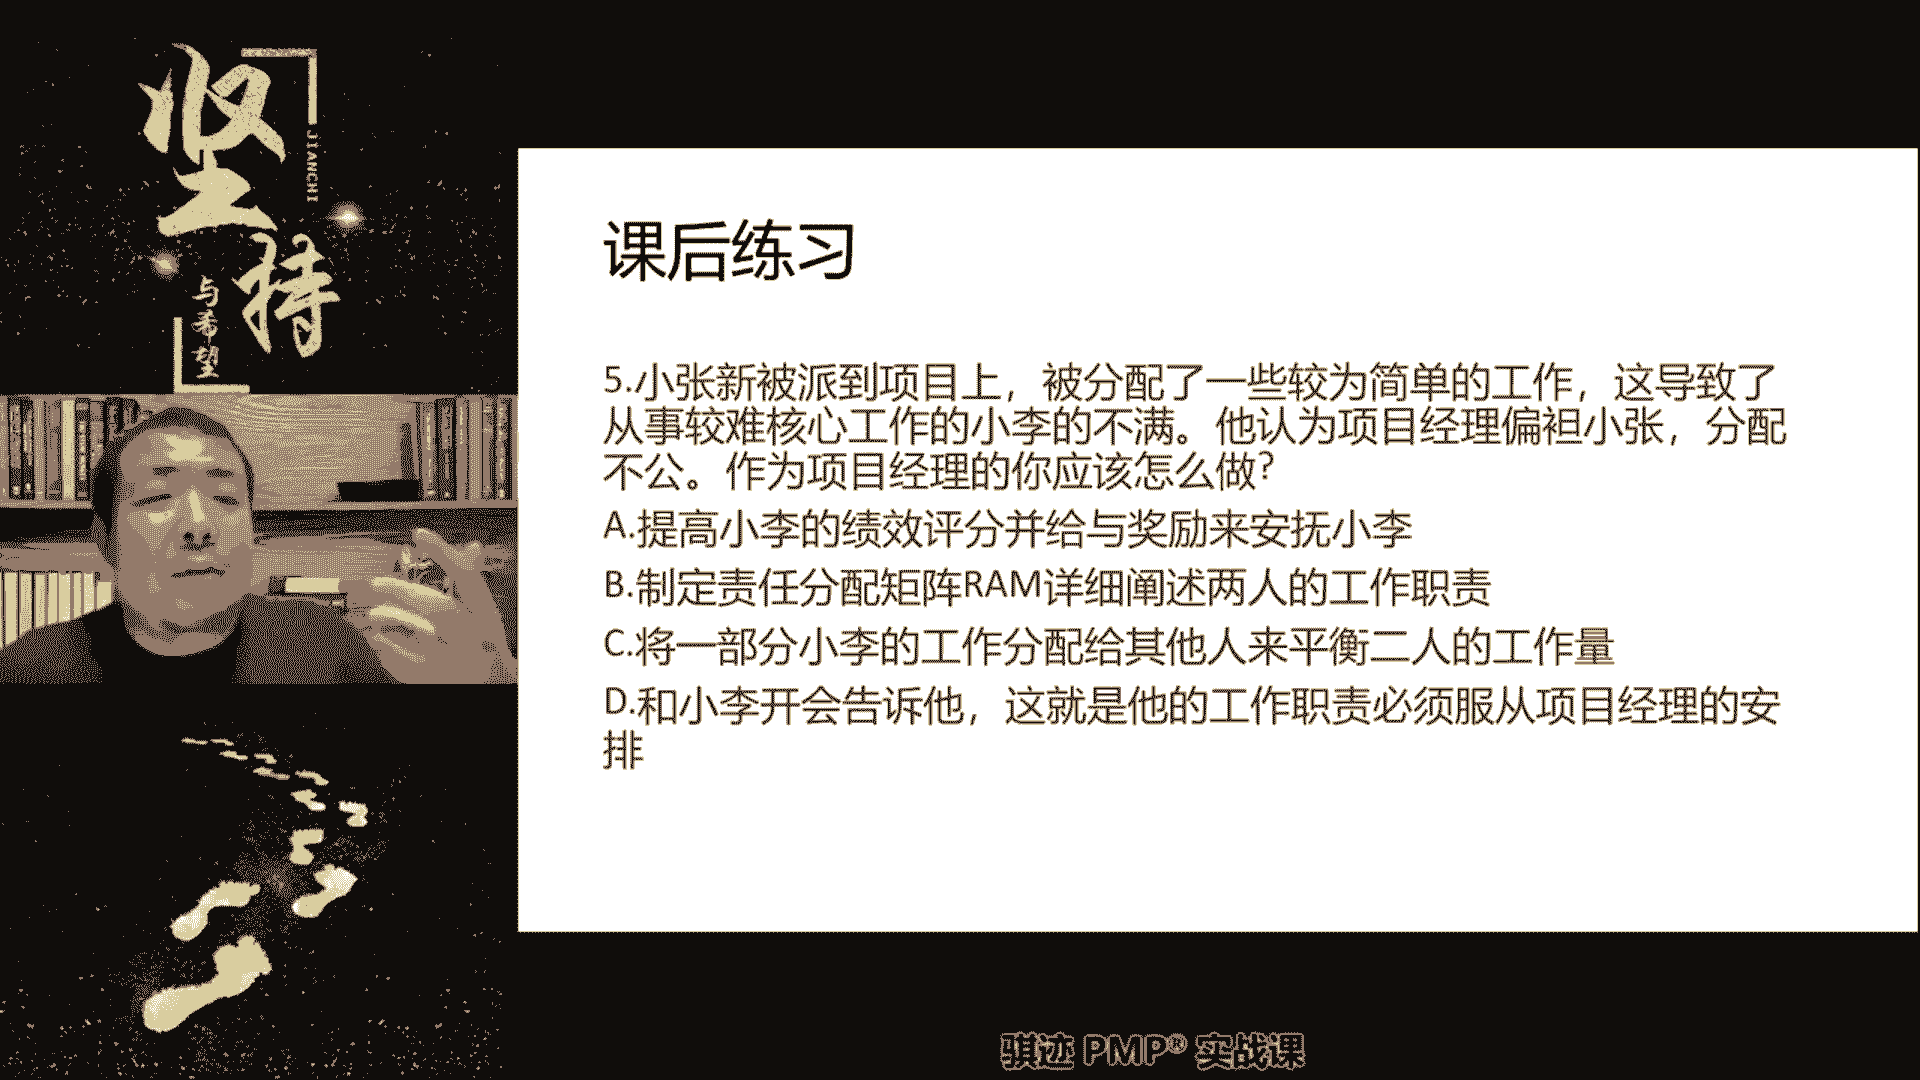 坚持
JIANCHI
与希望
课后练习
5.小张新被派到项目上，被分配了一些较为简单的工作，这导致了
从事较难核心工作的小李的不满。他认为项目经理偏袒小张，分配
不公。作为项目经理的你应该怎么做?
A.提高小李的绩效评分并给与奖励来安抚小李
B.制定责任分配矩阵RAM详细阐述两人的工作职责
C.将一部分小李的工作分配给其他人来平衡二人的工作量
D.和小李开会告诉他，这就是他的工作职责必须服从项目经理的安
排
骐迹 PMP® 实战课